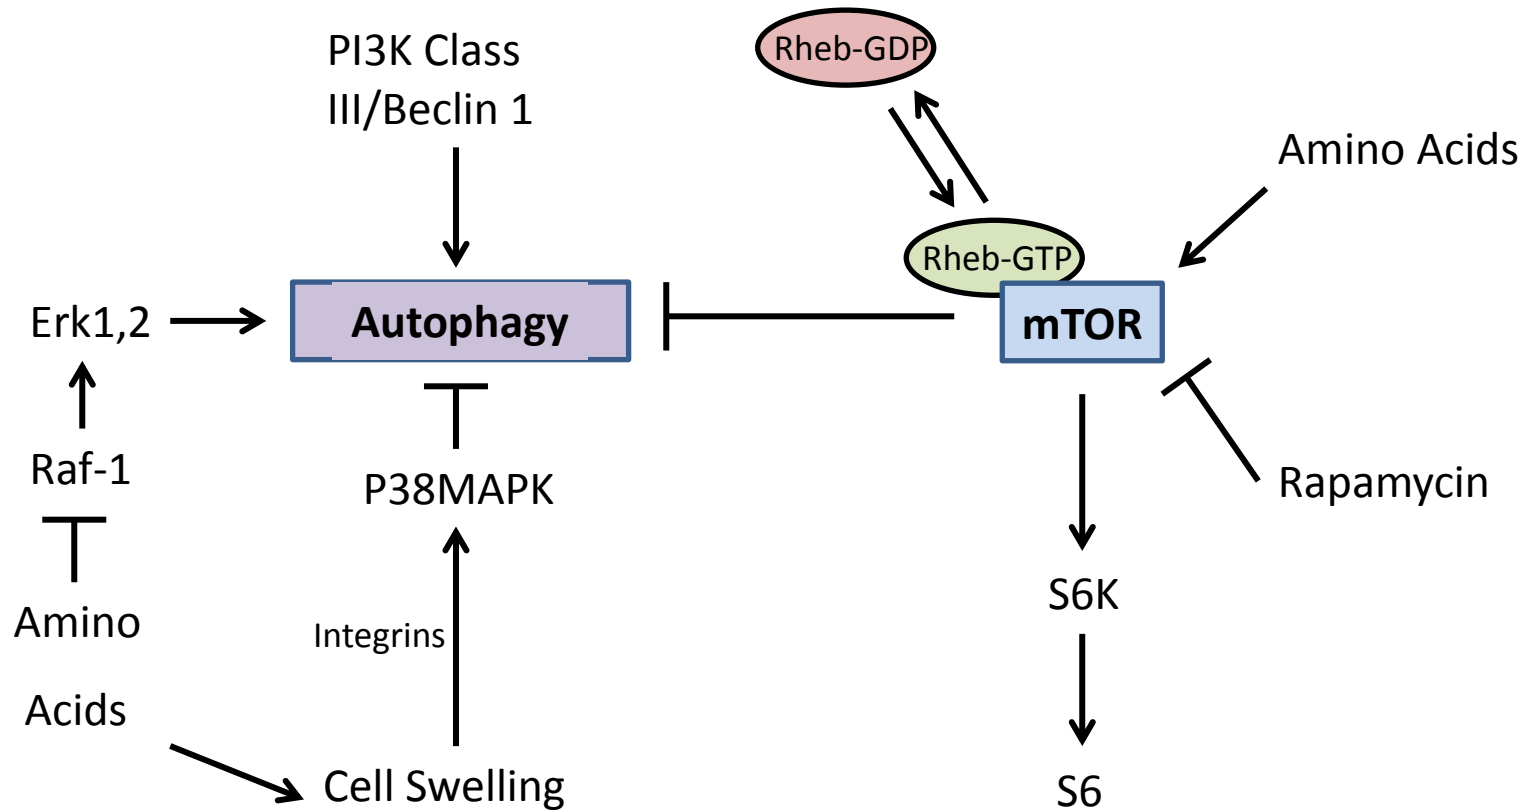 PI3K Class
III/Beclin 1
Rheb-GDP
Amino Acids
Rheb-GTP
Erk1,2
Autophagy
mTOR
Raf-1
P38MAPK
Rapamycin
S6K
Amino
Integrins
Acids
Cell Swelling
S6